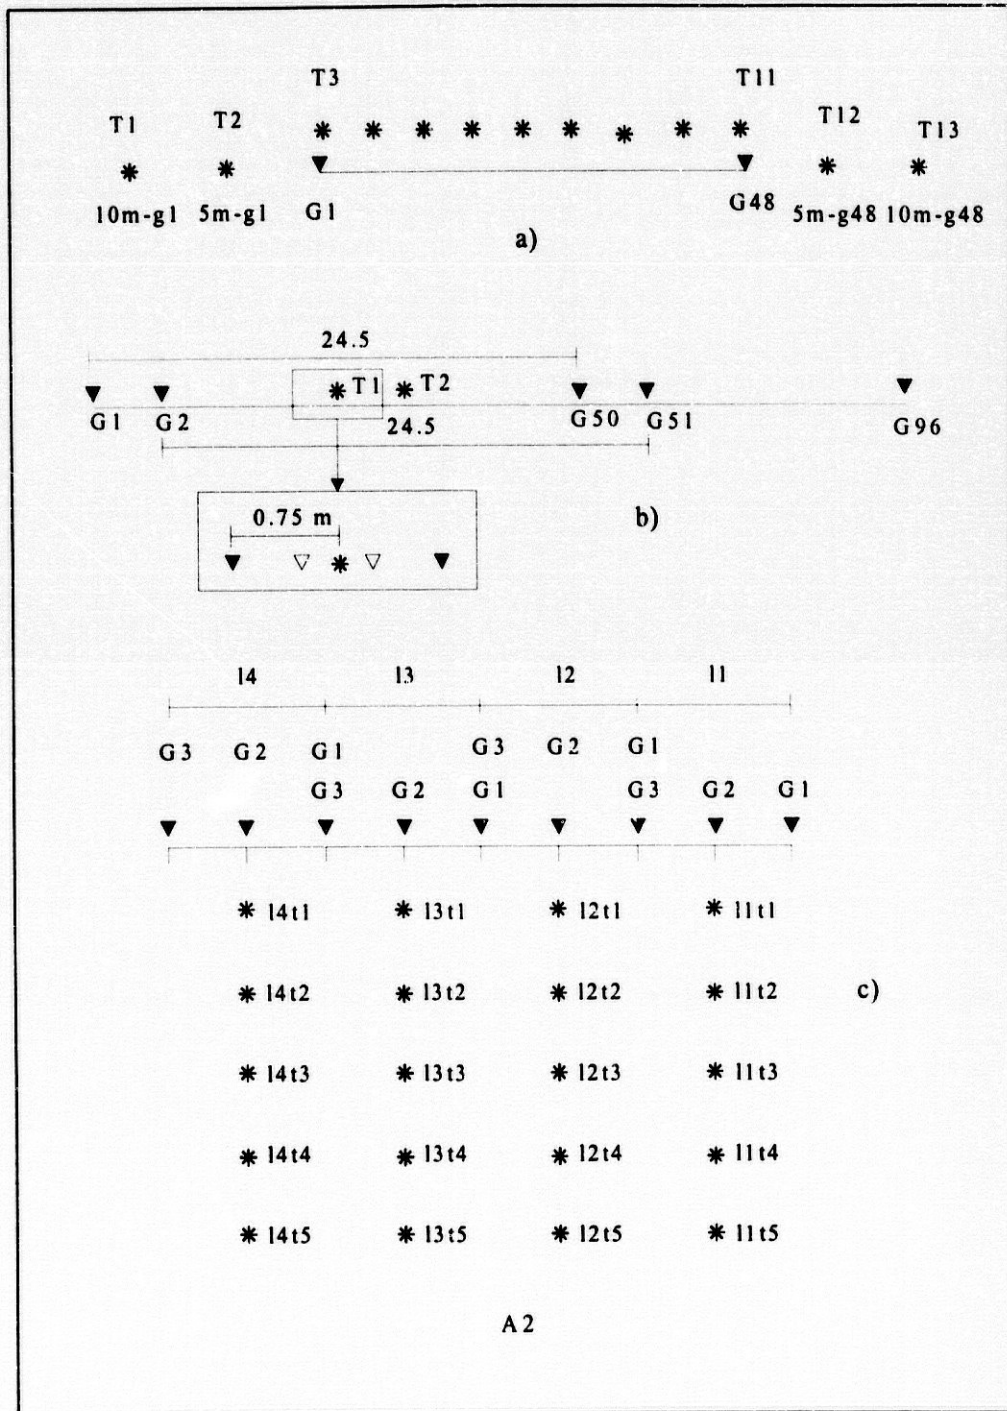 T3 T11
T1 T2 T12 T13
10m-g1 5m-g1 G1 G48 5m-g48 10m-g48
a)
24.5
T1 T2
G1 G2 24.5 G50 G51 G96
0.75 m
b)
l4 l3 l2 l1
G3 G2 G1 G3 G2 G1
G3 G2 G1 G3 G2 G1
l4t1 l3t1 l2t1 l1t1
l4t2 l3t2 l2t2 l1t2 c)
l4t3 l3t3 l2t3 l1t3
l4t4 l3t4 l2t4 l1t4
l4t5 l3t5 l2t5 l1t5
A2